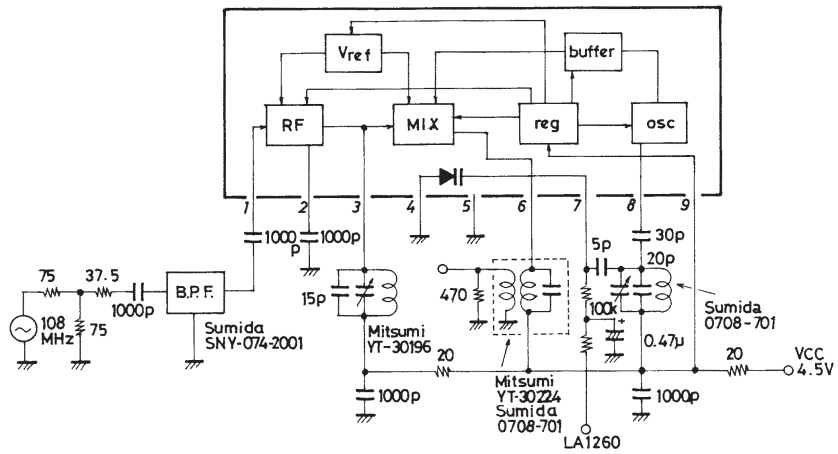 Vref
buffer
RF
MIX
reg
osc
1
2
3
4
5
6
7
8
9
1000
p
1000p
30p
5p
20p
75
37.5
B.P.F.
15p
470
100k
Sumida
0708-701
1000p
108
MHz
75
Sumida
SNY-074-2001
Mitsumi
YT-30196
+
0.47μ
20
20
VCC
4.5V
1000p
Mitsumi
YT-30224
Sumida
0708-701
1000p
LA1260